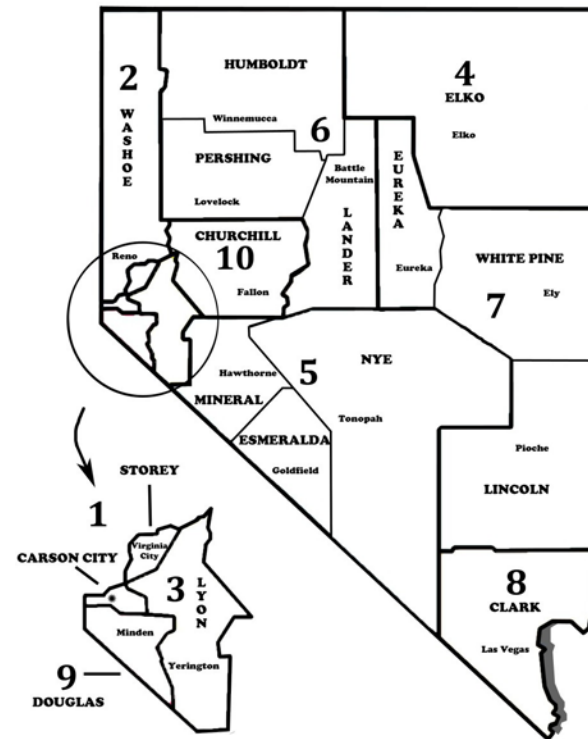 HUMBOLDT
2
4
ELKO
WASHOE
Winnemucca
6
Elko
PERSHING
Battle
Mountain
EUREKA
Lovelock
LANDER
CHURCHILL
Reno
10
WHITE PINE
Eureka
Fallon
Ely
7
NYE
Hawthorne
5
MINERAL
Tonopah
ESMERALDA
Goldfield
Pioche
LINCOLN
STOREY
1
Virginia
City
CARSON CITY
3
LYON
8
CLARK
Minden
Las Vegas
Yerington
9
DOUGLAS